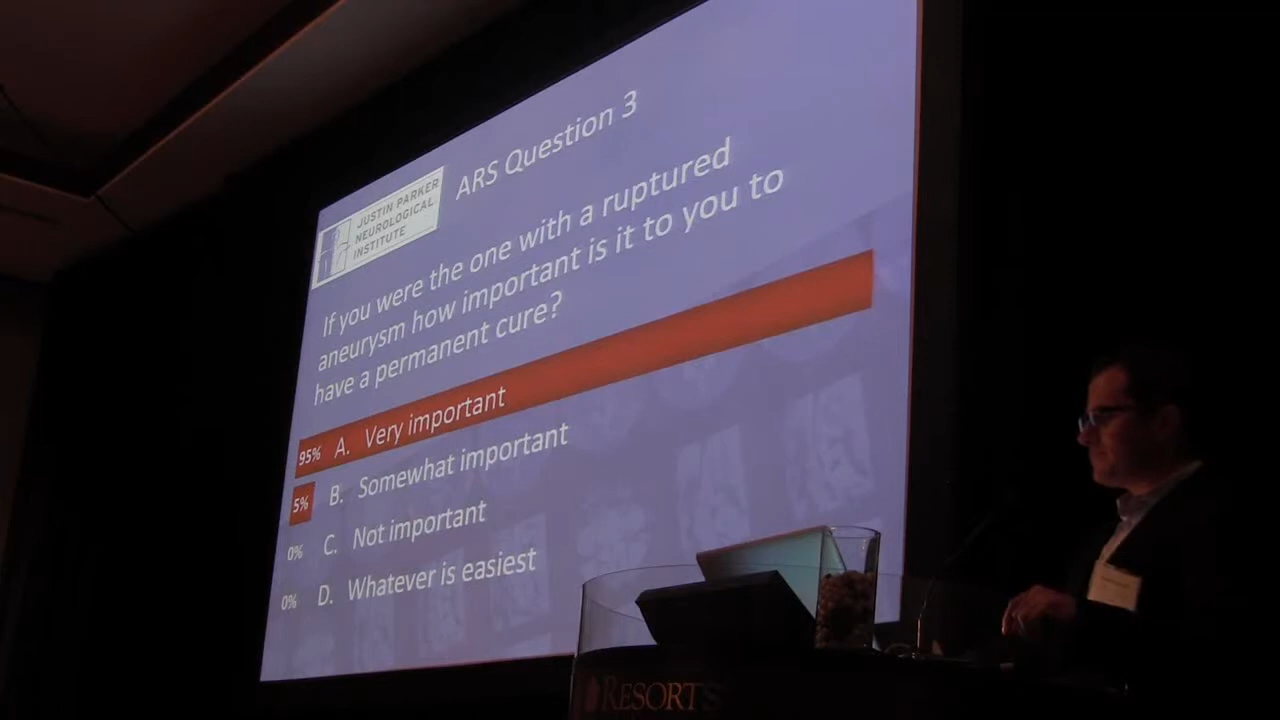 ARS Question 3
JUSTIN PARKER
NEUROLOGICAL
INSTITUTE
If you were the one with a ruptured
aneurysm how important is it to you to
have a permanent cure?
95% A. Very important
5% B. Somewhat important
0% C. Not important
0% D. Whatever is easiest
RESORTS